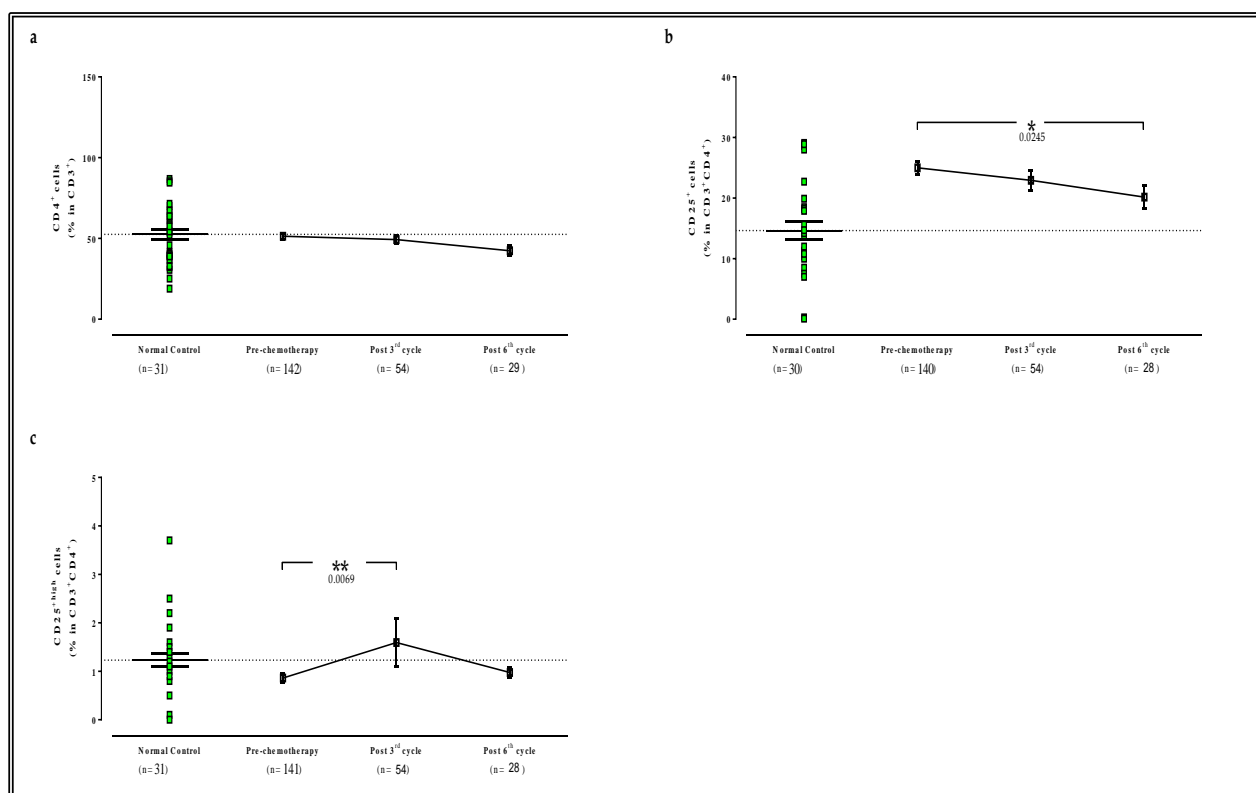 a
CD4⁺ cells
(% in CD3⁺)
150
100
50
0
Normal Control
Pre-chemotherapy
Post 3ʳᵈ cycle
Post 6ᵗʰ cycle
(n=31)
(n=142)
(n= 54)
(n= 29)
b
CD25⁺ cells
(% in CD3⁺CD4⁺)
40
30
20
10
0
*
0.0245
Normal Control
Pre-chemotherapy
Post 3ʳᵈ cycle
Post 6ᵗʰ cycle
(n=30)
(n=140)
(n= 54)
(n= 28)
c
CD25⁺ʰⁱᵍʰ cells
(% in CD3⁺CD4⁺)
5
4
3
2
1
0
**
0.0069
Normal Control
Pre-chemotherapy
Post 3ʳᵈ cycle
Post 6ᵗʰ cycle
(n=31)
(n=141)
(n= 54)
(n= 28)